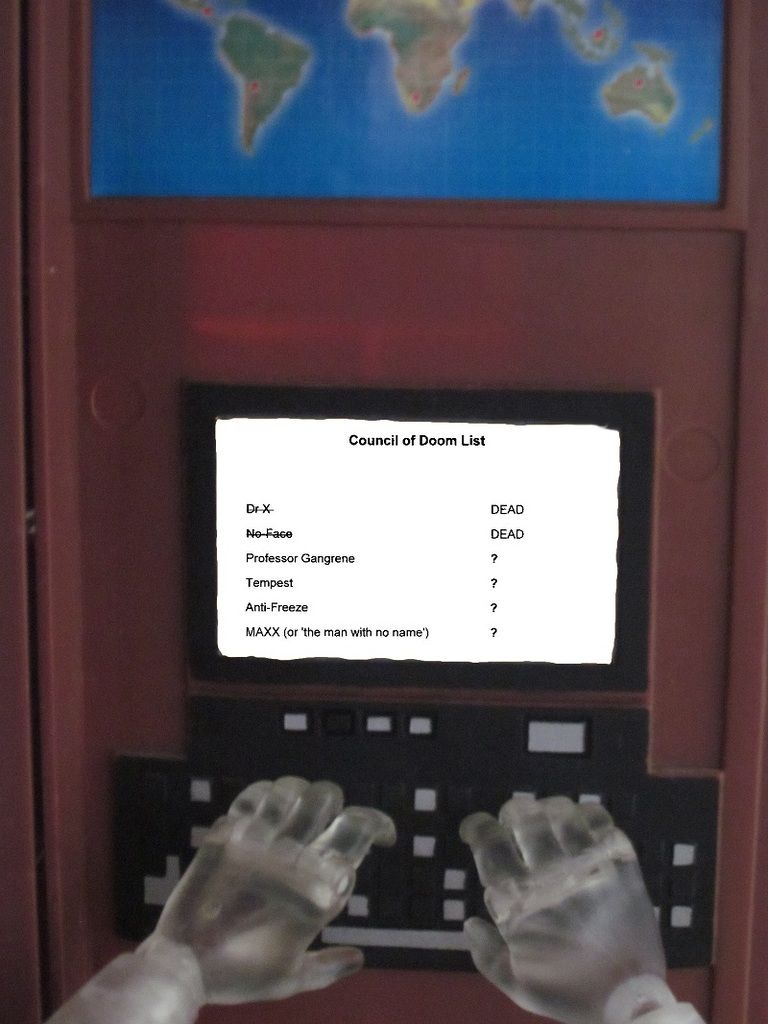 Council of Doom List
Dr X DEAD
No-Face DEAD
Professor Gangrene ?
Tempest ?
Anti-Freeze ?
MAXX (or 'the man with no name') ?